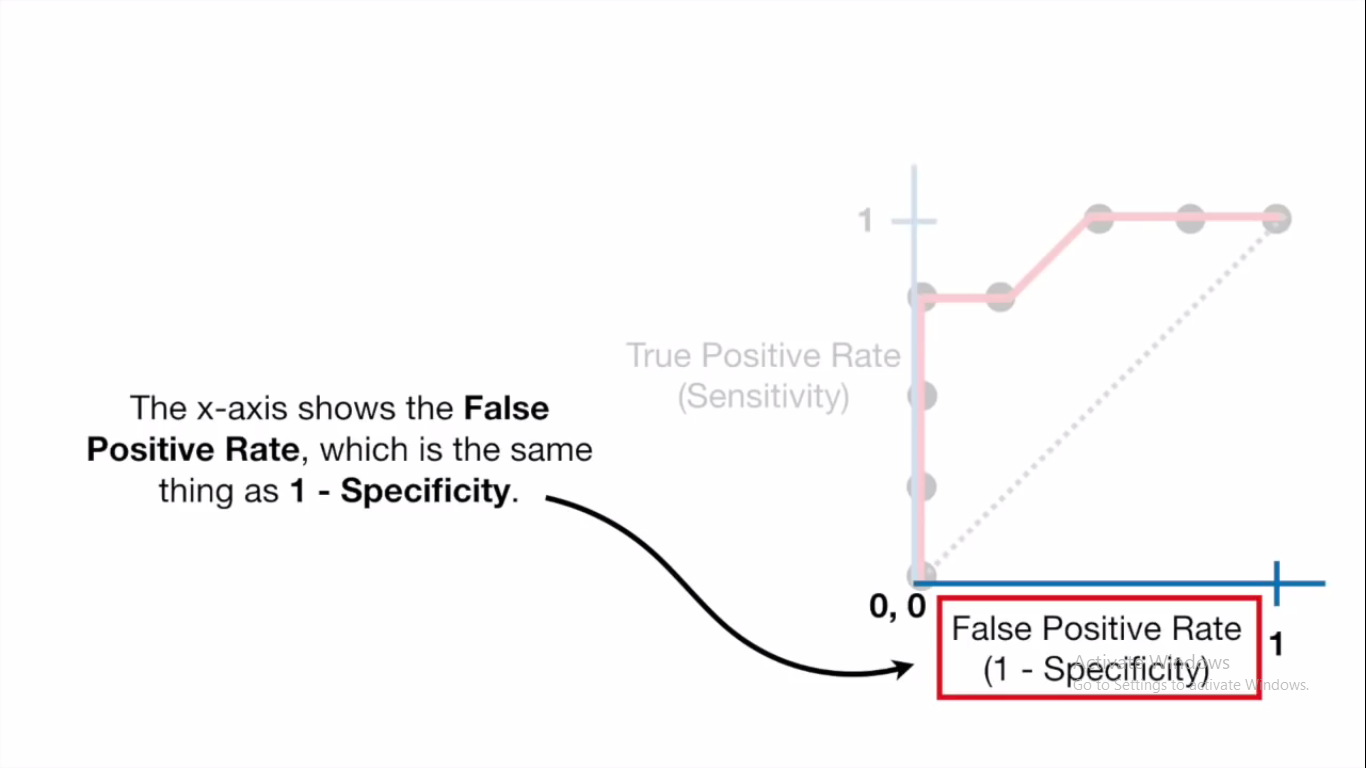 1
True Positive Rate
(Sensitivity)
The x-axis shows the False
Positive Rate, which is the same
thing as 1 - Specificity.
0, 0
False Positive Rate
(1 - Specificity)
1
Activate Windows
Go to Settings to activate Windows.